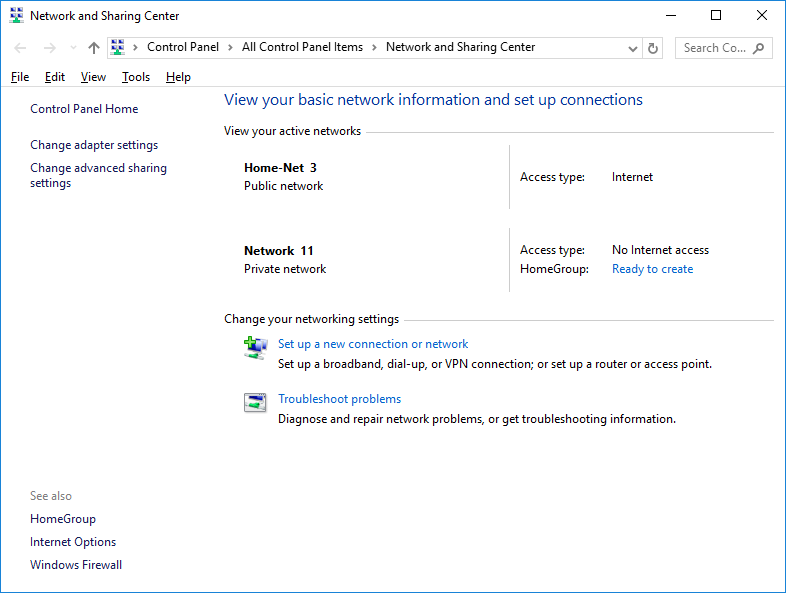 Network and Sharing Center
Control Panel > All Control Panel Items > Network and Sharing Center
Search Co...
File Edit View Tools Help
Control Panel Home
Change adapter settings
Change advanced sharing
settings
View your basic network information and set up connections
View your active networks
Home-Net 3
Public network
Access type: Internet
Network 11
Private network
Access type: No Internet access
HomeGroup: Ready to create
Change your networking settings
Set up a new connection or network
Set up a broadband, dial-up, or VPN connection; or set up a router or access point.
Troubleshoot problems
Diagnose and repair network problems, or get troubleshooting information.
See also
HomeGroup
Internet Options
Windows Firewall